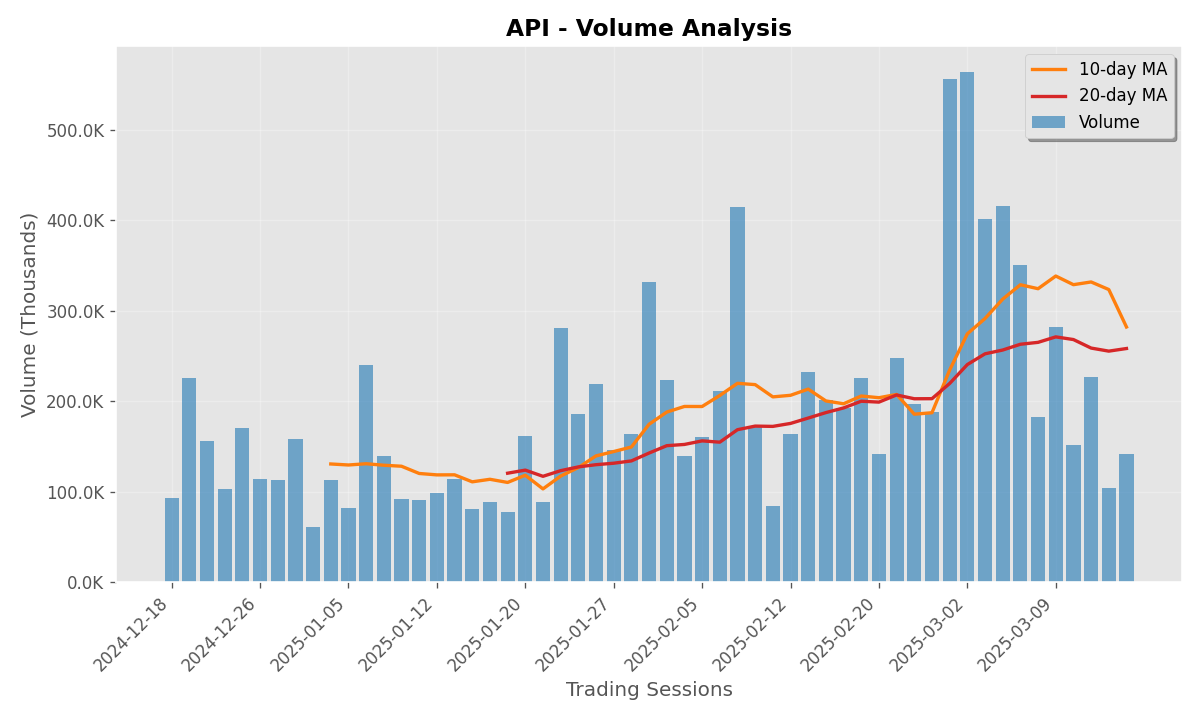 API - Volume Analysis
10-day MA
20-day MA
Volume
Volume (Thousands)
500.0K
400.0K
300.0K
200.0K
100.0K
0.0K
2024-12-18
2024-12-26
2025-01-05
2025-01-12
2025-01-20
2025-01-27
2025-02-05
2025-02-12
2025-02-20
2025-03-02
2025-03-09
Trading Sessions